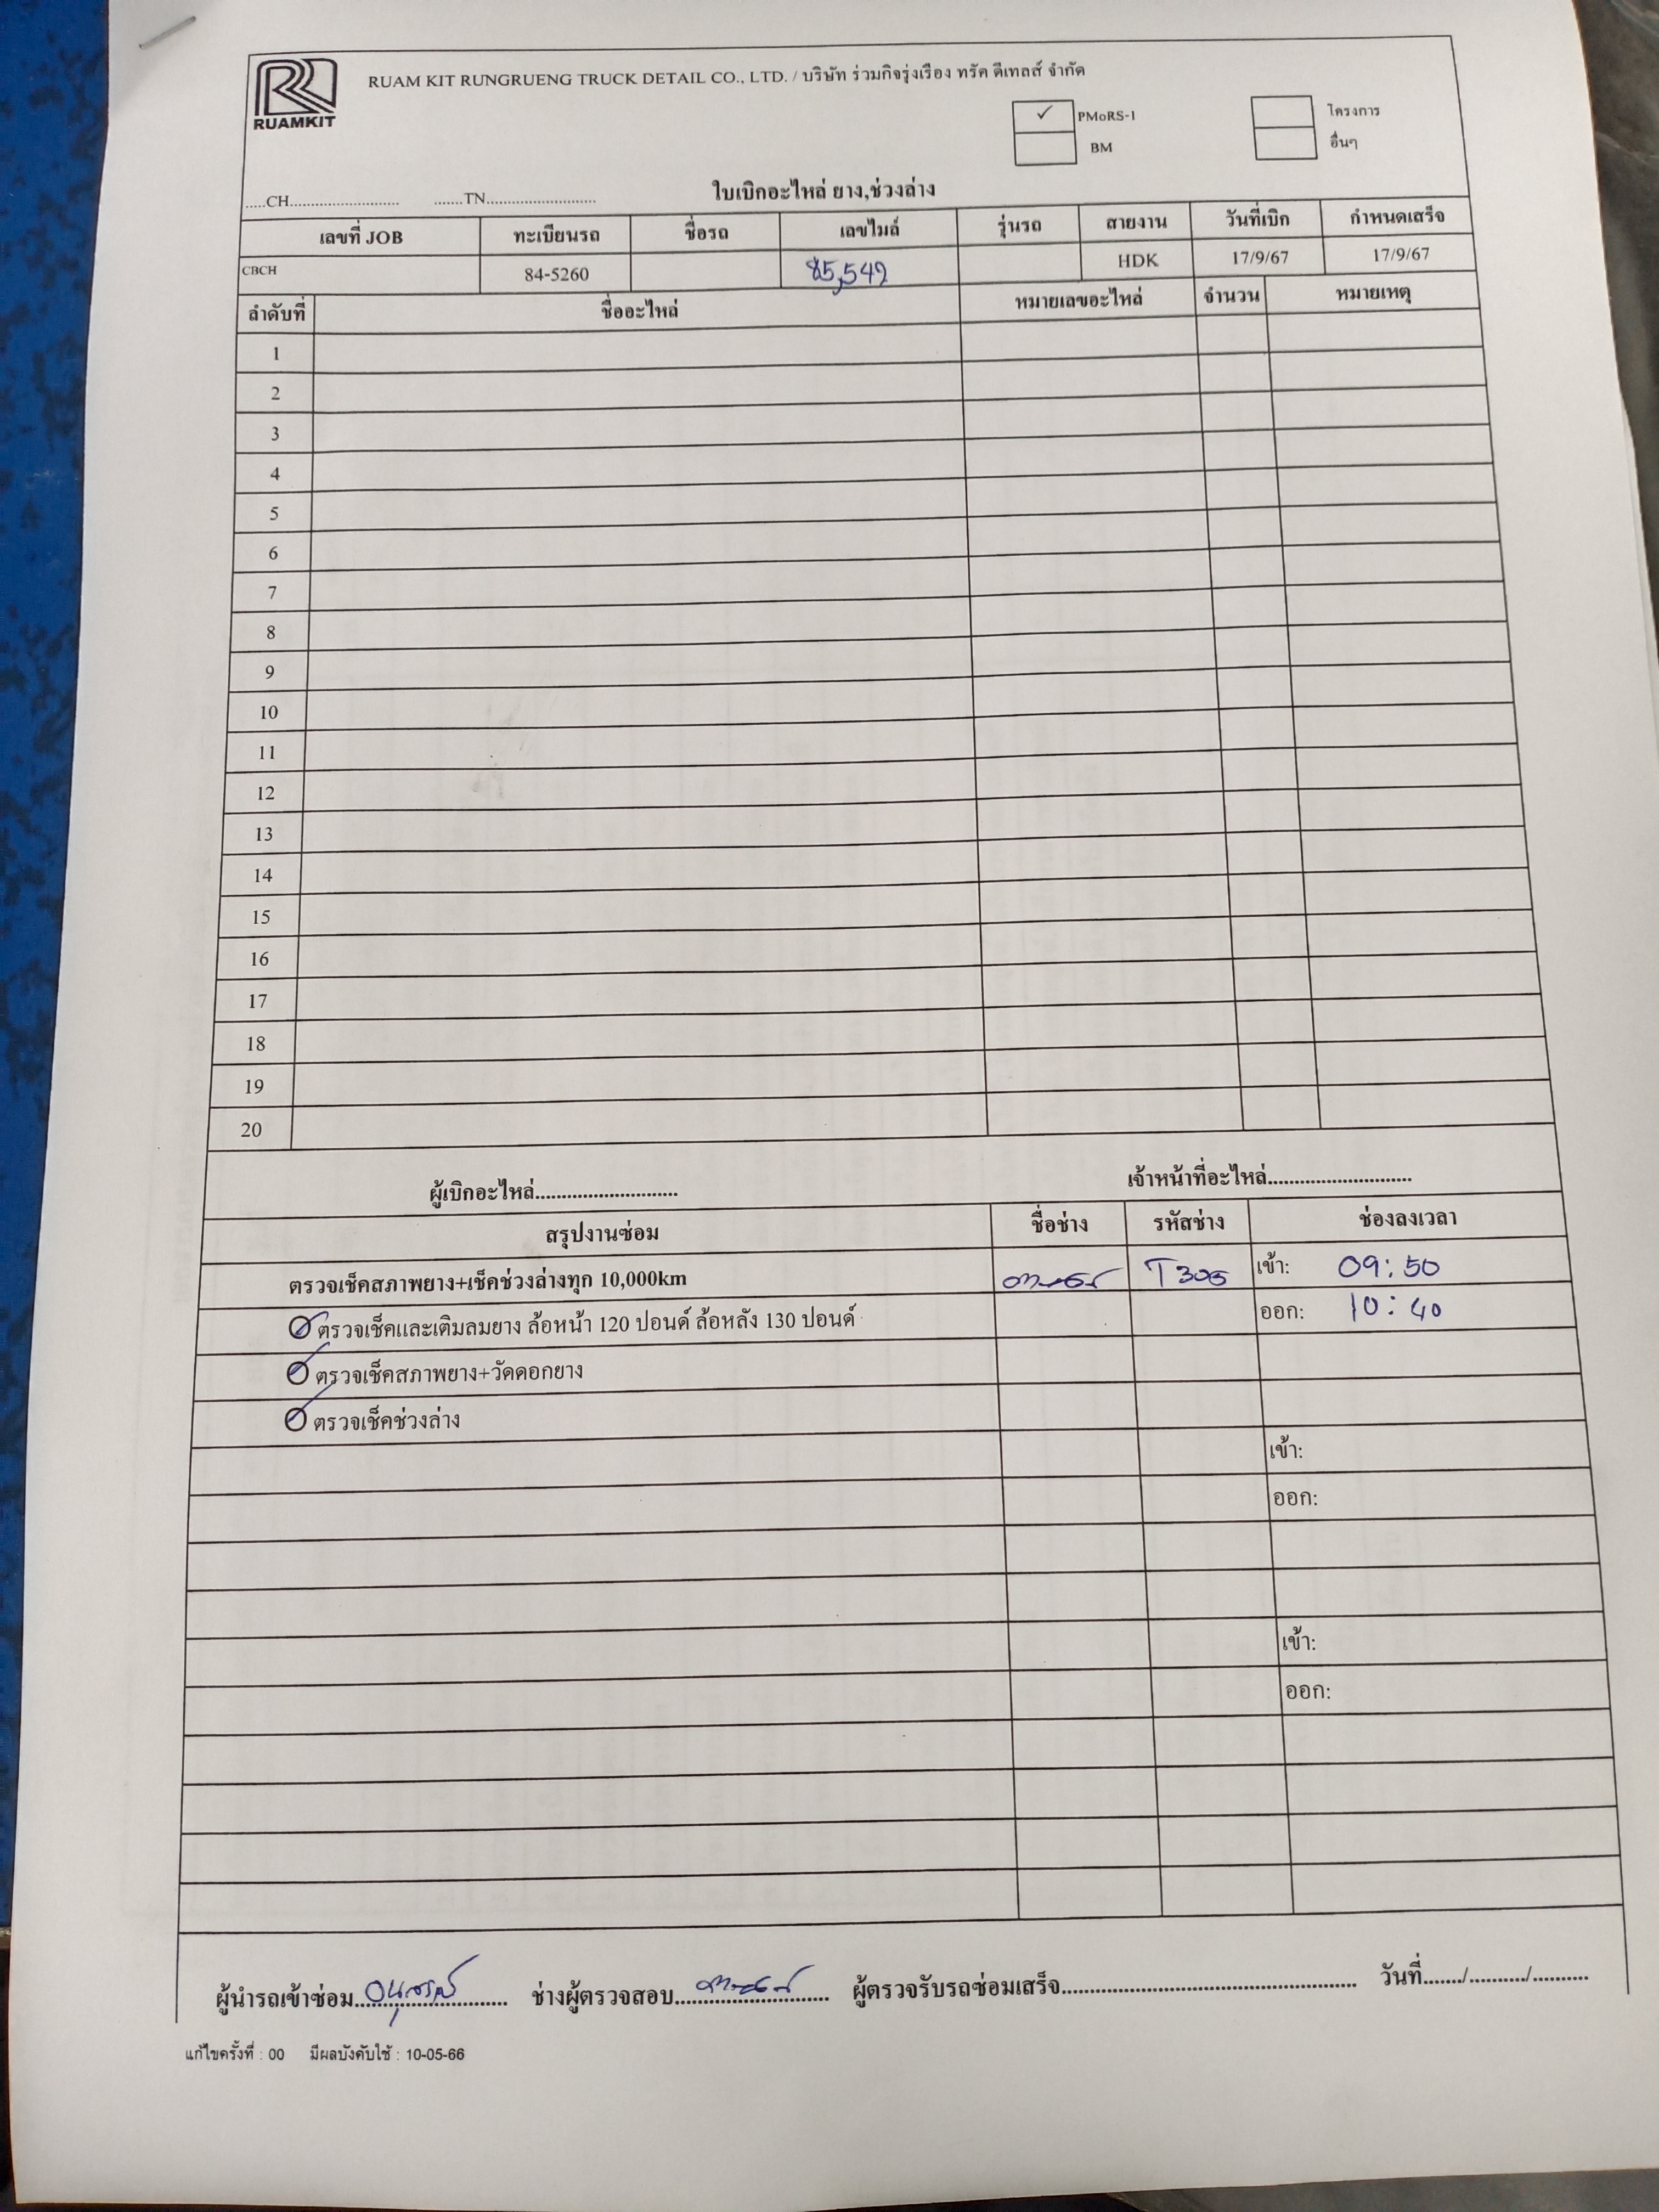 RUAMKIT
RUAM KIT RUNGRUENG TRUCK DETAIL CO., LTD. / บริษัท ร่วมกิจรุ่งเรือง ทรัค ดีเทลส์ จำกัด
✓ PMoRS-1 โครงการ
BM อื่นๆ
.....CH.......................... .......TN.......................... ใบเบิกอะไหล่ ยาง,ช่วงล่าง
เลขที่ JOB ทะเบียนรถ ชื่อรถ เลขไมล์ รุ่นรถ สายงาน วันที่เบิก กำหนดเสร็จ
CBCH 84-5260 85,549 HDK 17/9/67 17/9/67
ลำดับที่ ชื่ออะไหล่ หมายเลขอะไหล่ จำนวน หมายเหตุ
1
2
3
4
5
6
7
8
9
10
11
12
13
14
15
16
17
18
19
20
ผู้เบิกอะไหล่........................... เจ้าหน้าที่อะไหล่...........................
สรุปงานซ่อม ชื่อช่าง รหัสช่าง ช่องลงเวลา
ตรวจเช็คสภาพยาง+เช็คช่วงล่างทุก 10,000km T305 เข้า: 09:50
ตรวจเช็คและเติมลมยาง ล้อหน้า 120 ปอนด์ ล้อหลัง 130 ปอนด์ ออก: 10:40
ตรวจเช็คสภาพยาง+วัดดอกยาง
ตรวจเช็คช่วงล่าง
เข้า:
ออก:
เข้า:
ออก:
ผู้นำรถเข้าซ่อม............................. ช่างผู้ตรวจสอบ............................. ผู้ตรวจรับรถซ่อมเสร็จ........................................................ วันที่......./.........../...........
แก้ไขครั้งที่ : 00 มีผลบังคับใช้ : 10-05-66